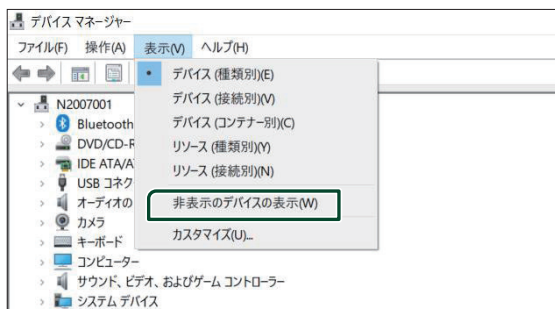 デバイス マネージャー
ファイル(F) 操作(A) 表示(V) ヘルプ(H)
デバイス (種類別)(E)
デバイス (接続別)(V)
デバイス (コンテナー別)(C)
リソース (種類別)(Y)
リソース (接続別)(N)
非表示のデバイスの表示(W)
カスタマイズ(U)...
N2007001
Bluetooth
DVD/CD-R
IDE ATA/A
USB コネク
オーディオの
カメラ
キーボード
コンピューター
サウンド、ビデオ、およびゲーム コントローラー
システム デバイス